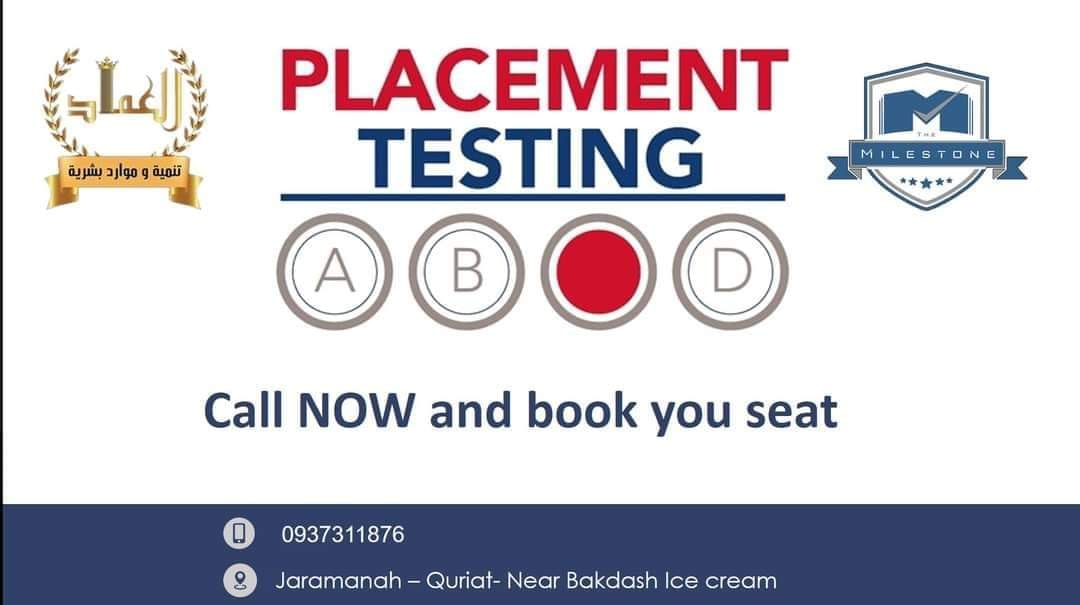 العماد
تنمية و موارد بشرية
PLACEMENT
TESTING
THE
MILESTONE
A B D
Call NOW and book you seat
0937311876
Jaramanah – Quriat- Near Bakdash Ice cream